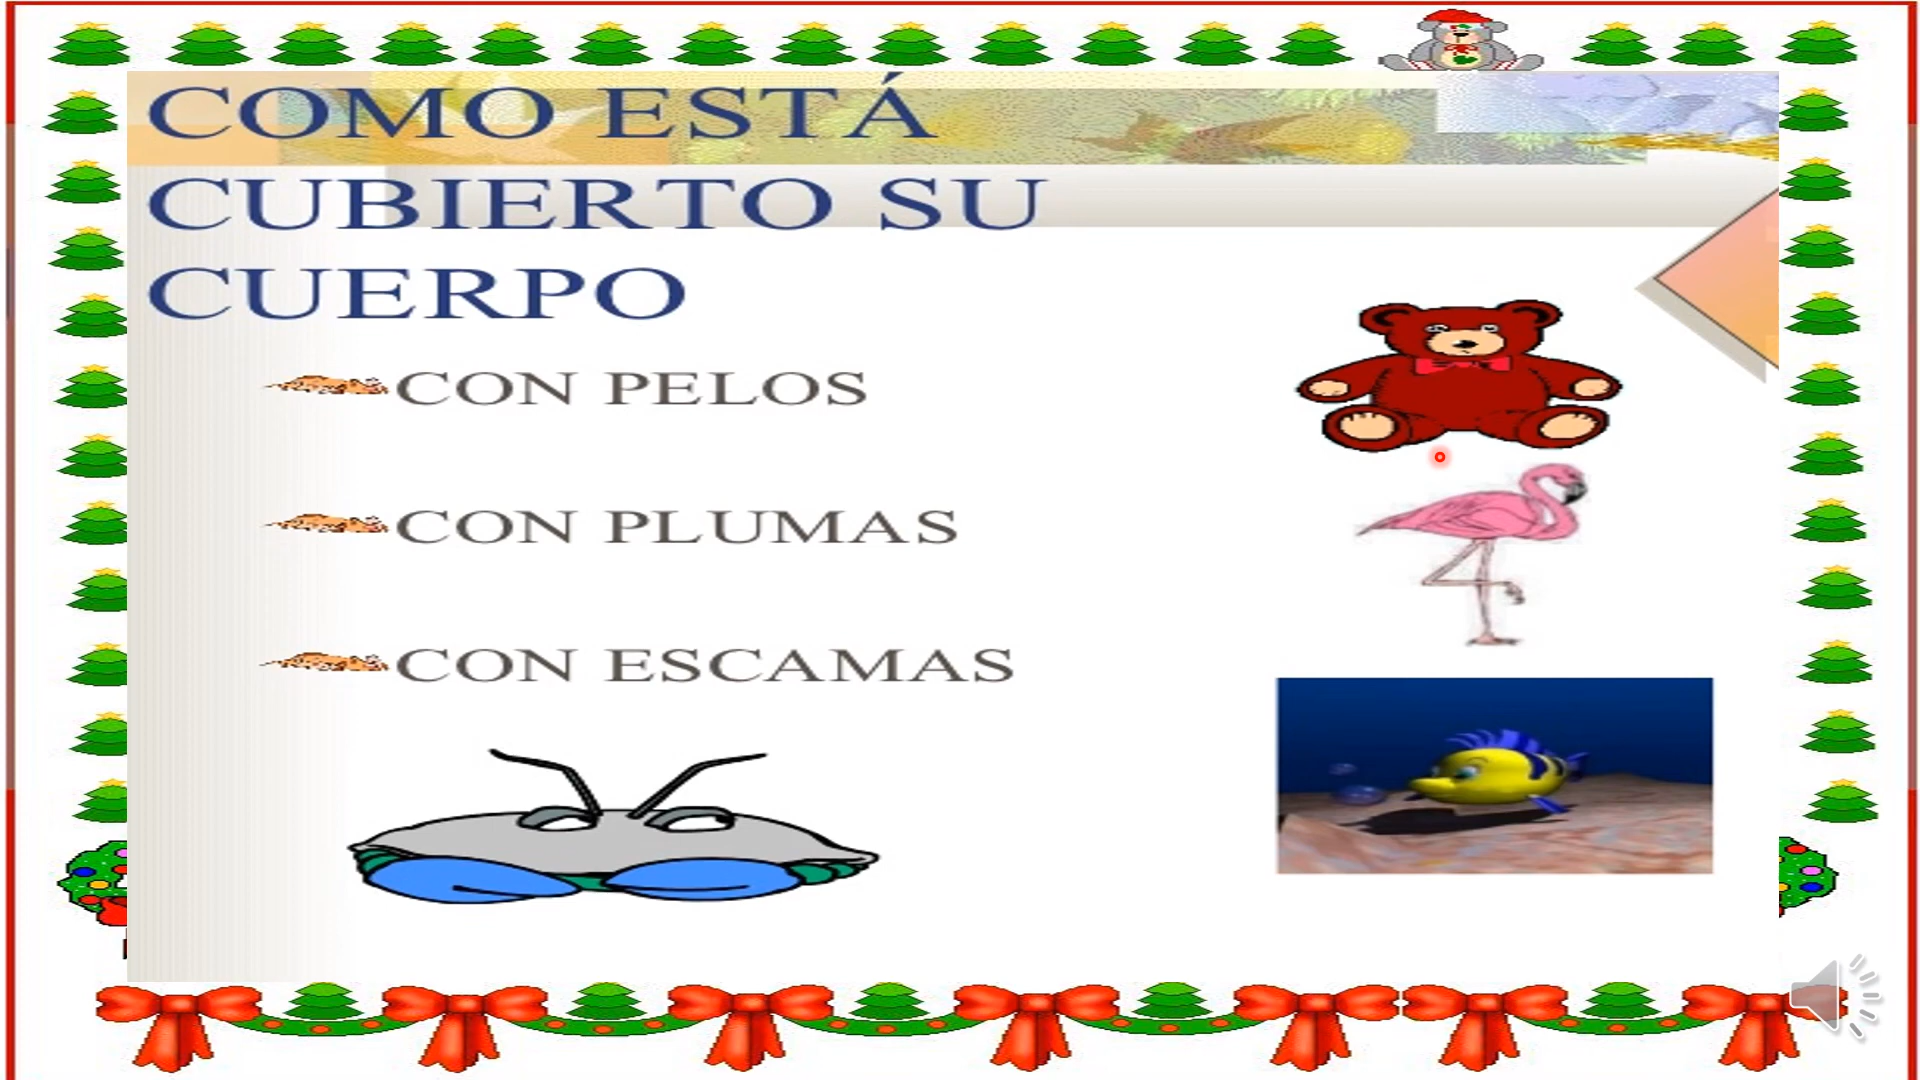 COMO ESTÁ
CUBIERTO SU
CUERPO
CON PELOS
CON PLUMAS
CON ESCAMAS